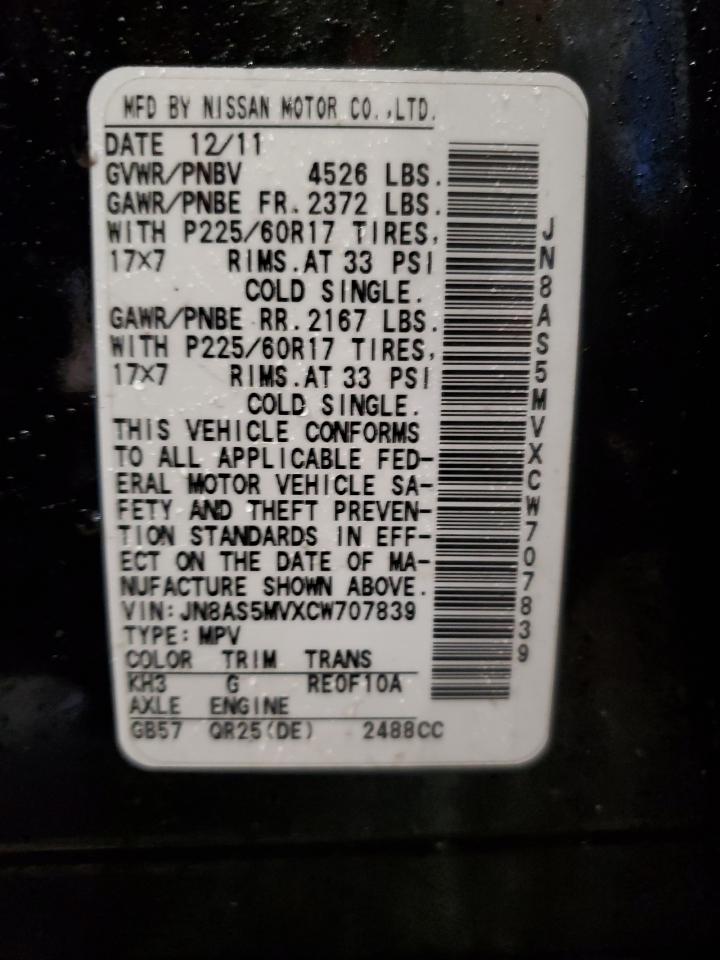 MFD BY NISSAN MOTOR CO.,LTD.
DATE 12/11
GVWR/PNBV 4526 LBS.
GAWR/PNBE FR. 2372 LBS.
WITH P225/60R17 TIRES,
17X7 RIMS.AT 33 PSI
COLD SINGLE.
GAWR/PNBE RR. 2167 LBS.
WITH P225/60R17 TIRES,
17X7 RIMS.AT 33 PSI
COLD SINGLE.
THIS VEHICLE CONFORMS
TO ALL APPLICABLE FED-
ERAL MOTOR VEHICLE SA-
FETY AND THEFT PREVEN-
TION STANDARDS IN EFF-
ECT ON THE DATE OF MA-
NUFACTURE SHOWN ABOVE.
VIN:JN8AS5MVXCW707839
TYPE: MPV
COLOR TRIM TRANS
KH3 G RE0F10A
AXLE ENGINE
GB57 QR25(DE) 2488CC
JN8AS5MVXCW707839